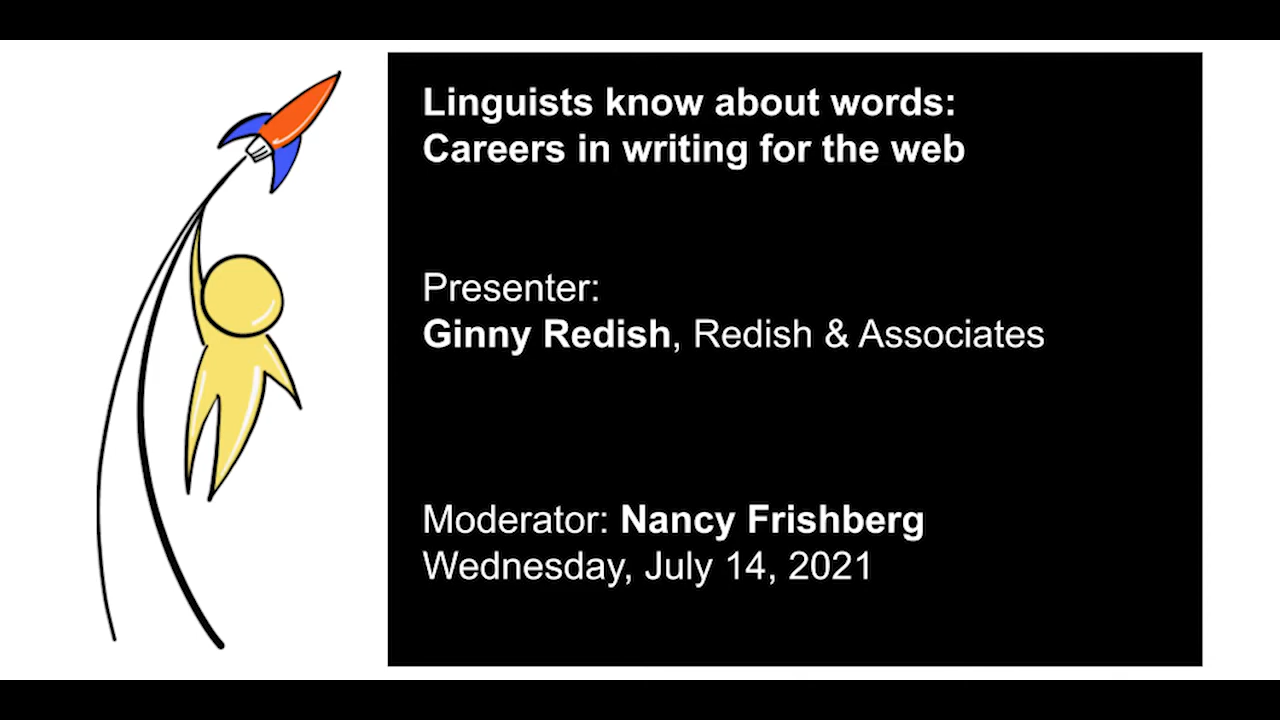 Linguists know about words:
Careers in writing for the web
Presenter:
Ginny Redish, Redish & Associates
Moderator: Nancy Frishberg
Wednesday, July 14, 2021